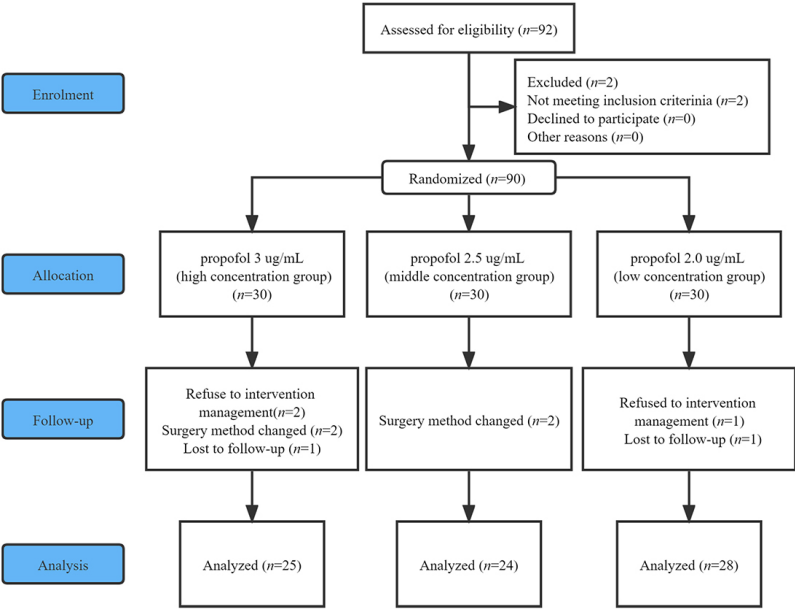 Assessed for eligibility (n=92)
Enrolment
Excluded (n=2)
Not meeting inclusion criterinia (n=2)
Declined to participate (n=0)
Other reasons (n=0)
Randomized (n=90)
Allocation
propofol 3 ug/mL
(high concentration group)
(n=30)
propofol 2.5 ug/mL
(middle concentration group)
(n=30)
propofol 2.0 ug/mL
(low concentration group)
(n=30)
Follow-up
Refuse to intervention
management(n=2)
Surgery method changed (n=2)
Lost to follow-up (n=1)
Surgery method changed (n=2)
Refused to intervention
management (n=1)
Lost to follow-up (n=1)
Analysis
Analyzed (n=25)
Analyzed (n=24)
Analyzed (n=28)